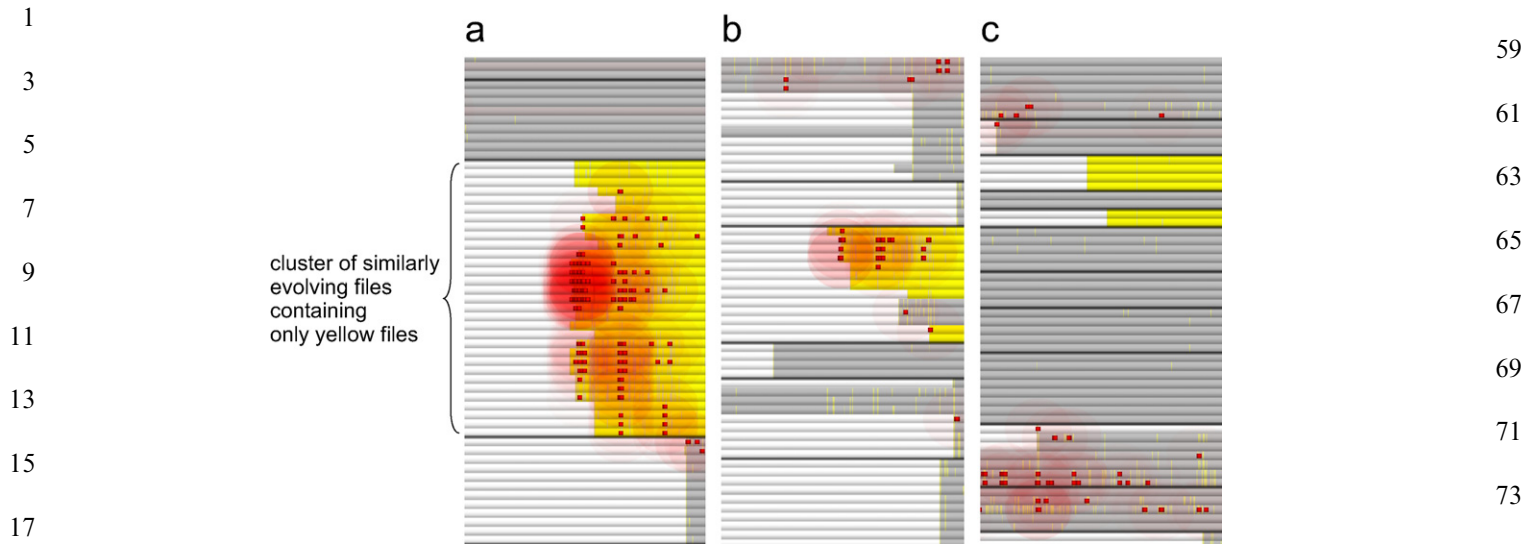 1
3
5
7
9
11
13
15
17
a
b
c
cluster of similarly
evolving files
containing
only yellow files
59
61
63
65
67
69
71
73